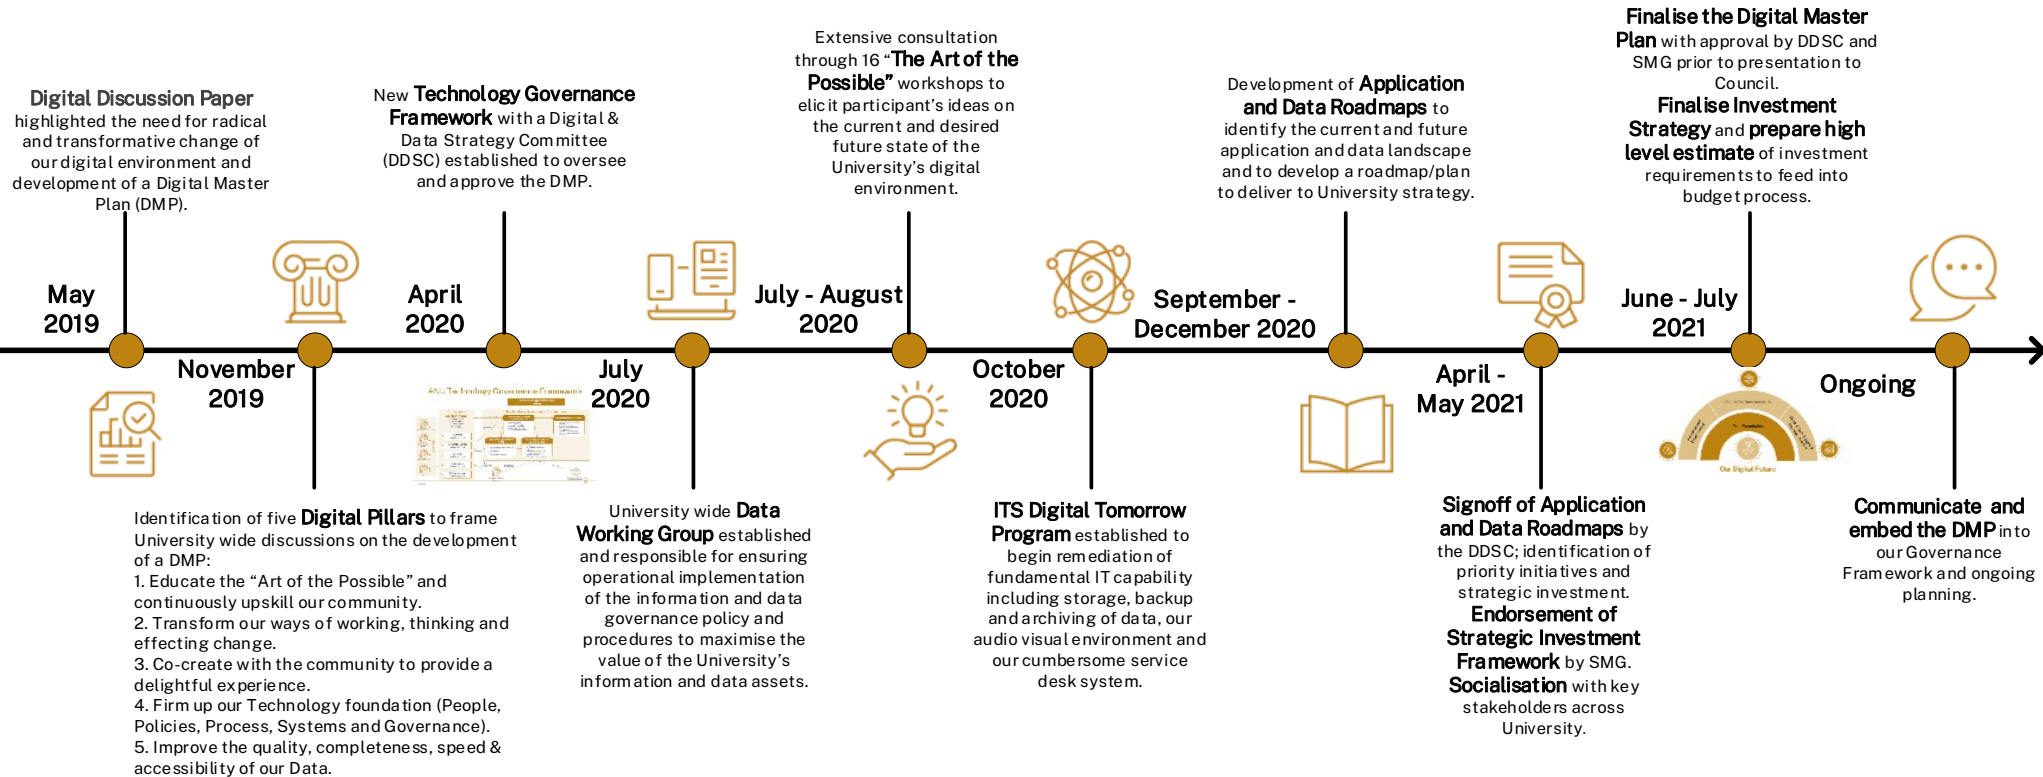 Digital Discussion Paper
highlighted the need for radical
and transformative change of
our digital environment and
development of a Digital Master
Plan (DMP).
May
2019
November
2019
Identification of five Digital Pillars to frame
University wide discussions on the development
of a DMP:
1. Educate the “Art of the Possible” and
continuously upskill our community.
2. Transform our ways of working, thinking and
effecting change.
3. Co-create with the community to provide a
delightful experience.
4. Firm up our Technology foundation (People,
Policies, Process, Systems and Governance).
5. Improve the quality, completeness, speed &
accessibility of our Data.
New Technology Governance
Framework with a Digital &
Data Strategy Committee
(DDSC) established to oversee
and approve the DMP.
April
2020
ANU Technology Governance Framework
July
2020
University wide Data
Working Group established
and responsible for ensuring
operational implementation
of the information and data
governance policy and
procedures to maximise the
value of the University’s
information and data assets.
Extensive consultation
through 16 “The Art of the
Possible” workshops to
elicit participant’s ideas on
the current and desired
future state of the
University’s digital
environment.
July - August
2020
October
2020
ITS Digital Tomorrow
Program established to
begin remediation of
fundamental IT capability
including storage, backup
and archiving of data, our
audio visual environment and
our cumbersome service
desk system.
Development of Application
and Data Roadmaps to
identify the current and future
application and data landscape
and to develop a roadmap/plan
to deliver to University strategy.
September -
December 2020
April -
May 2021
Signoff of Application
and Data Roadmaps by
the DDSC; identification of
priority initiatives and
strategic investment.
Endorsement of
Strategic Investment
Framework by SMG.
Socialisation with key
stakeholders across
University.
Finalise the Digital Master
Plan with approval by DDSC and
SMG prior to presentation to
Council.
Finalise Investment
Strategy and prepare high
level estimate of investment
requirements to feed into
budget process.
June - July
2021
Our Digital Future
Ongoing
Communicate and
embed the DMP into
our Governance
Framework and ongoing
planning.